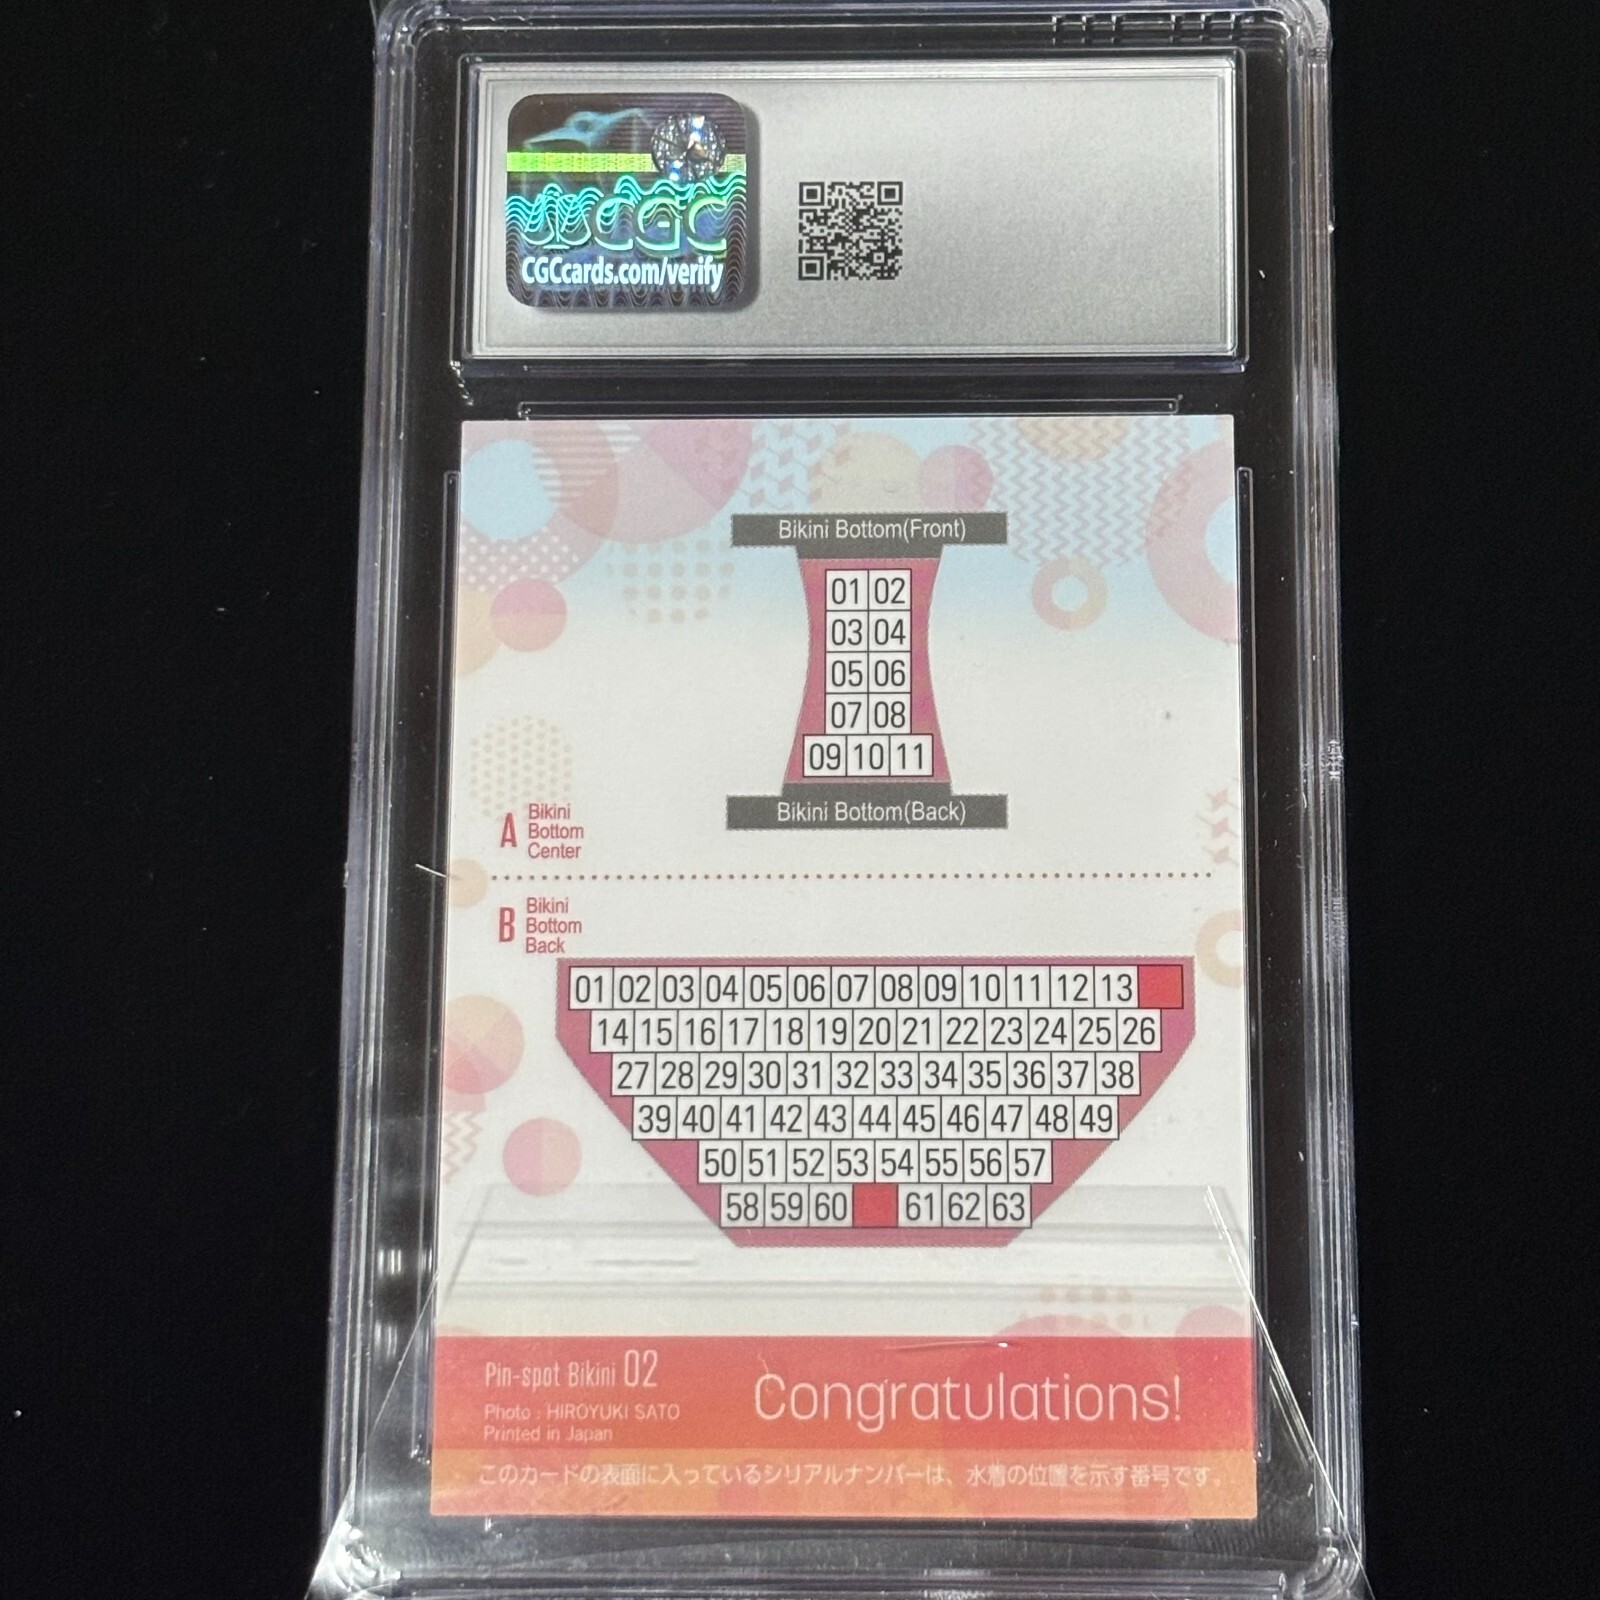 CGC
CGCcards.com/verify
Bikini Bottom(Front)
01 02
03 04
05 06
07 08
09 10 11
Bikini Bottom(Back)
A Bikini
Bottom
Center
B Bikini
Bottom
Back
01 02 03 04 05 06 07 08 09 10 11 12 13
14 15 16 17 18 19 20 21 22 23 24 25 26
27 28 29 30 31 32 33 34 35 36 37 38
39 40 41 42 43 44 45 46 47 48 49
50 51 52 53 54 55 56 57
58 59 60 61 62 63
Pin-spot Bikini 02
Photo : HIROYUKI SATO
Printed in Japan
Congratulations!
このカードの表面に入っているシリアルナンバーは、水着の位置を示す番号です。